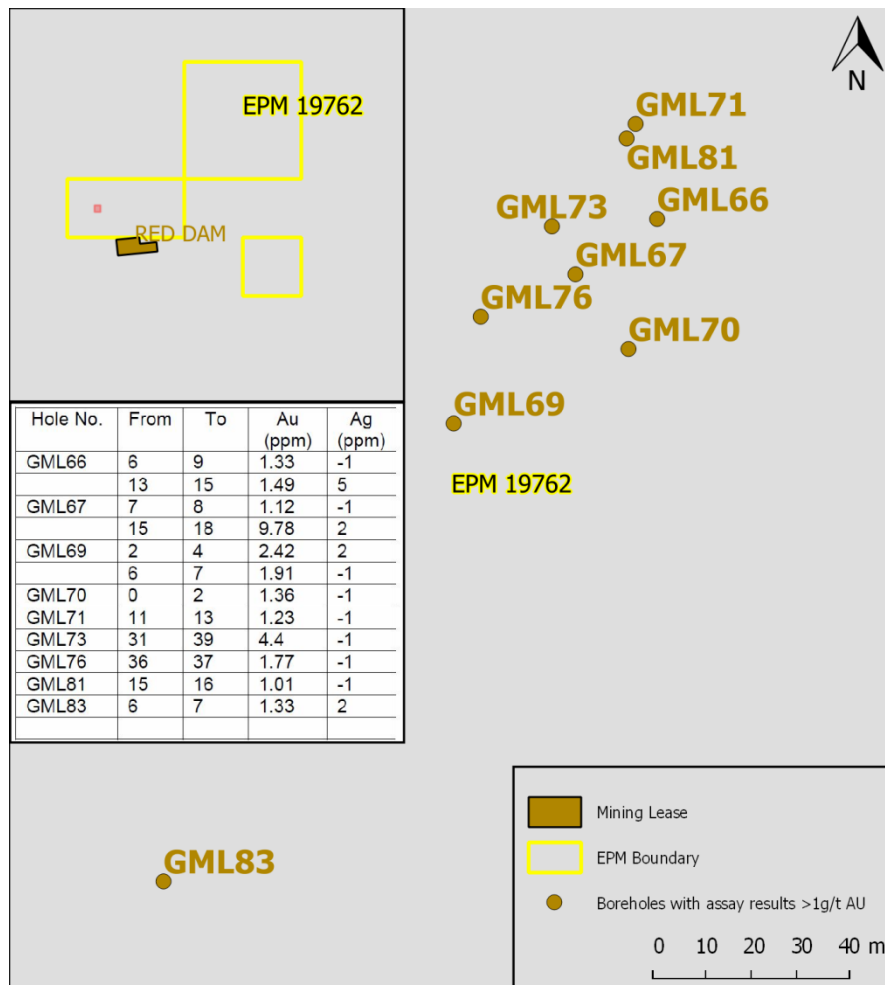 EPM 19762
RED DAM
N
GML71
GML81
GML73
GML66
GML67
GML76
GML70
GML69
EPM 19762
Hole No. From To Au (ppm) Ag (ppm)
GML66 6 9 1.33 -1
13 15 1.49 5
GML67 7 8 1.12 -1
15 18 9.78 2
GML69 2 4 2.42 2
6 7 1.91 -1
GML70 0 2 1.36 -1
GML71 11 13 1.23 -1
GML73 31 39 4.4 -1
GML76 36 37 1.77 -1
GML81 15 16 1.01 -1
GML83 6 7 1.33 2
GML83
Mining Lease
EPM Boundary
Boreholes with assay results >1g/t AU
0 10 20 30 40 m